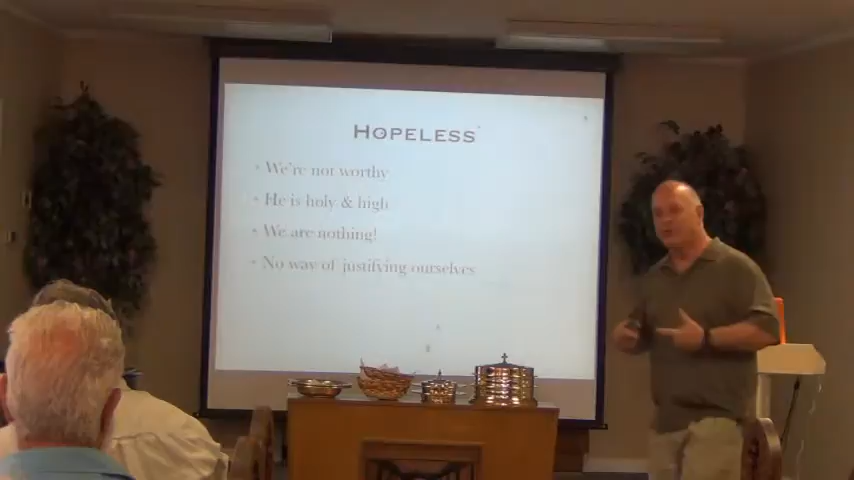 HOPELESS
• We're not worthy
• He is holy & high
• We are nothing!
• No way of justifying ourselves